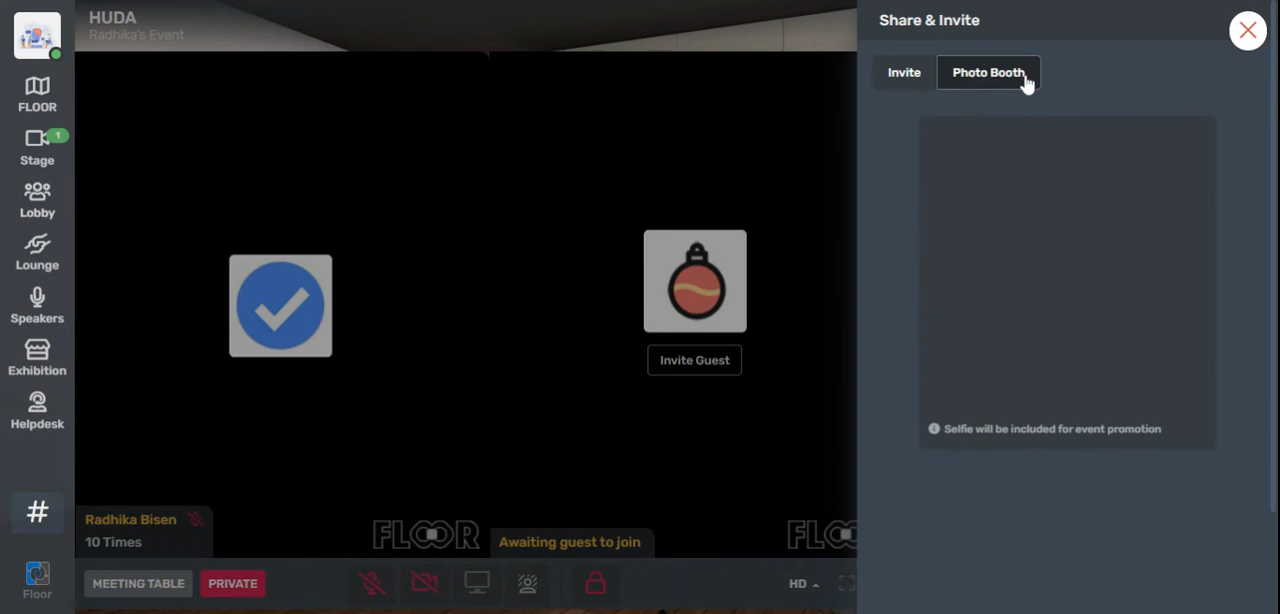 HUDA
Radhika's Event
FLOOR
1
Stage
Lobby
Lounge
Speakers
Exhibition
Helpdesk
#
Floor
Invite Guest
Radhika Bisen
10 Times
FLOOR
Awaiting guest to join
FLO
MEETING TABLE
PRIVATE
HD
Share & Invite
Invite
Photo Booth
Selfie will be included for event promotion